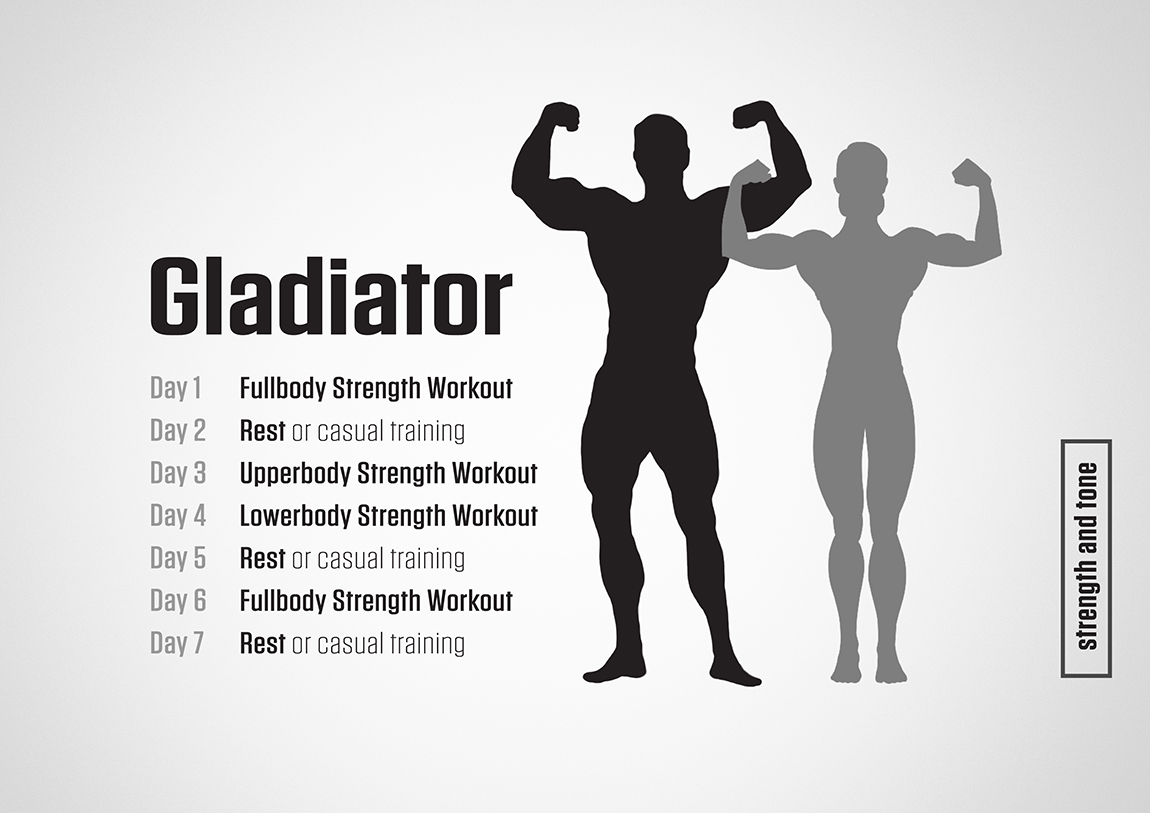 Gladiator
Day 1 Fullbody Strength Workout
Day 2 Rest or casual training
Day 3 Upperbody Strength Workout
Day 4 Lowerbody Strength Workout
Day 5 Rest or casual training
Day 6 Fullbody Strength Workout
Day 7 Rest or casual training
strength and tone